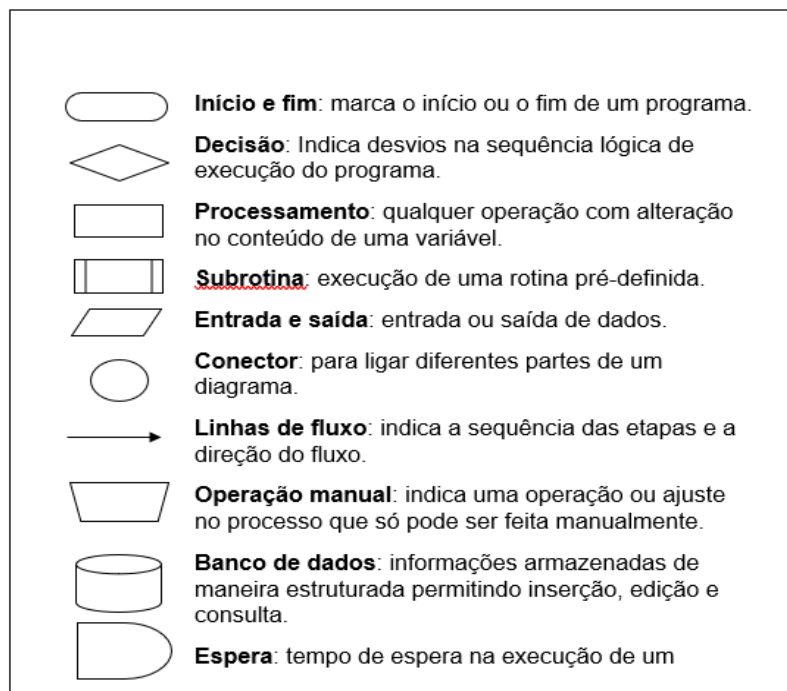 Início e fim: marca o início ou o fim de um programa.
Decisão: Indica desvios na sequência lógica de
execução do programa.
Processamento: qualquer operação com alteração
no conteúdo de uma variável.
Subrotina: execução de uma rotina pré-definida.
Entrada e saída: entrada ou saída de dados.
Conector: para ligar diferentes partes de um
diagrama.
Linhas de fluxo: indica a sequência das etapas e a
direção do fluxo.
Operação manual: indica uma operação ou ajuste
no processo que só pode ser feita manualmente.
Banco de dados: informações armazenadas de
maneira estruturada permitindo inserção, edição e
consulta.
Espera: tempo de espera na execução de um